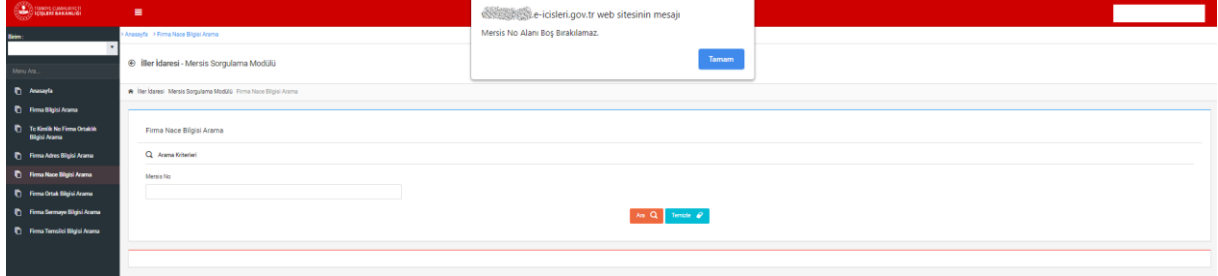 TÜRKİYE CUMHURİYETİ
İÇİŞLERİ BAKANLIĞI
.e-icisleri.gov.tr web sitesinin mesajı
Mersis No Alanı Boş Bırakılamaz.
Tamam
Birim :
Anasayfa Firma Nace Bilgisi Arama
Menu Ara...
İller İdaresi - Mersis Sorgulama Modülü
İller İdaresi Mersis Sorgulama Modülü Firma Nace Bilgisi Arama
Anasayfa
Firma Bilgisi Arama
Tc Kimlik No Firma Ortaklık
Bilgisi Arama
Firma Adres Bilgisi Arama
Firma Nace Bilgisi Arama
Firma Ortak Bilgisi Arama
Firma Sermaye Bilgisi Arama
Firma Temsilci Bilgisi Arama
Firma Nace Bilgisi Arama
Arama Kriterleri
Mersis No
Ara
Temizle